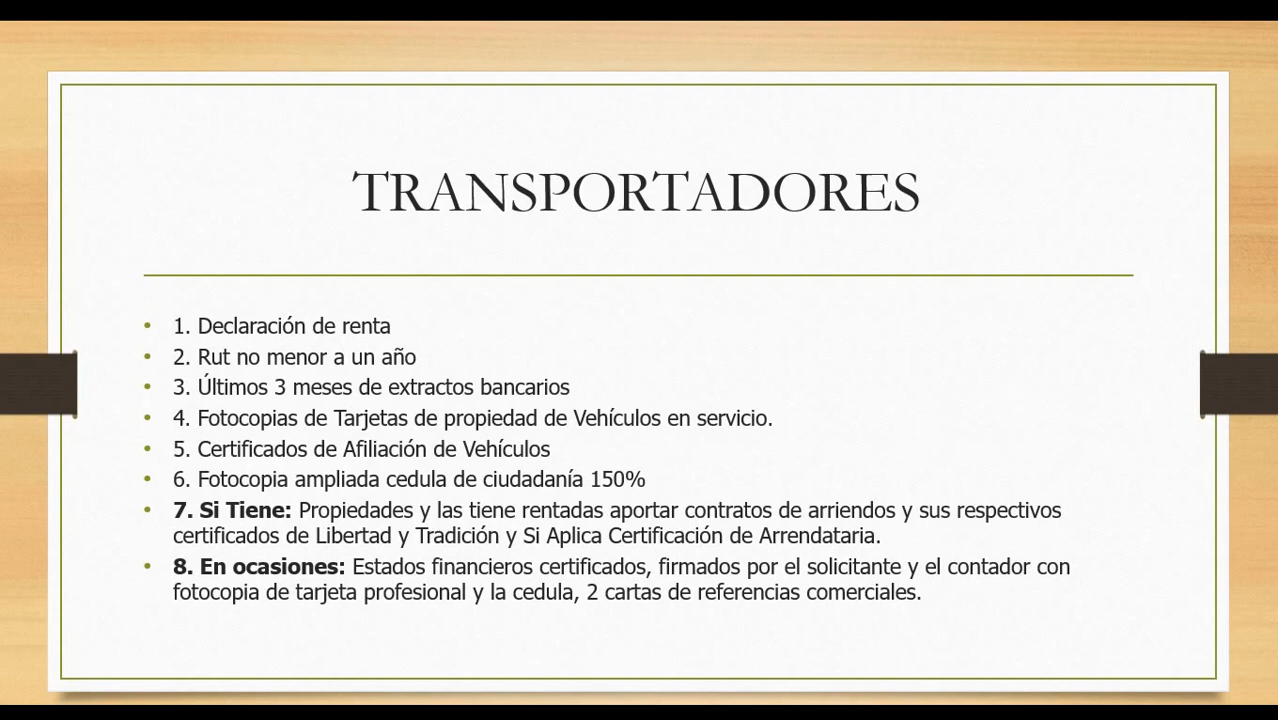 TRANSPORTADORES
• 1. Declaración de renta
• 2. Rut no menor a un año
• 3. Últimos 3 meses de extractos bancarios
• 4. Fotocopias de Tarjetas de propiedad de Vehículos en servicio.
• 5. Certificados de Afiliación de Vehículos
• 6. Fotocopia ampliada cedula de ciudadanía 150%
• 7. Si Tiene: Propiedades y las tiene rentadas aportar contratos de arriendos y sus respectivos
certificados de Libertad y Tradición y Si Aplica Certificación de Arrendataria.
• 8. En ocasiones: Estados financieros certificados, firmados por el solicitante y el contador con
fotocopia de tarjeta profesional y la cedula, 2 cartas de referencias comerciales.